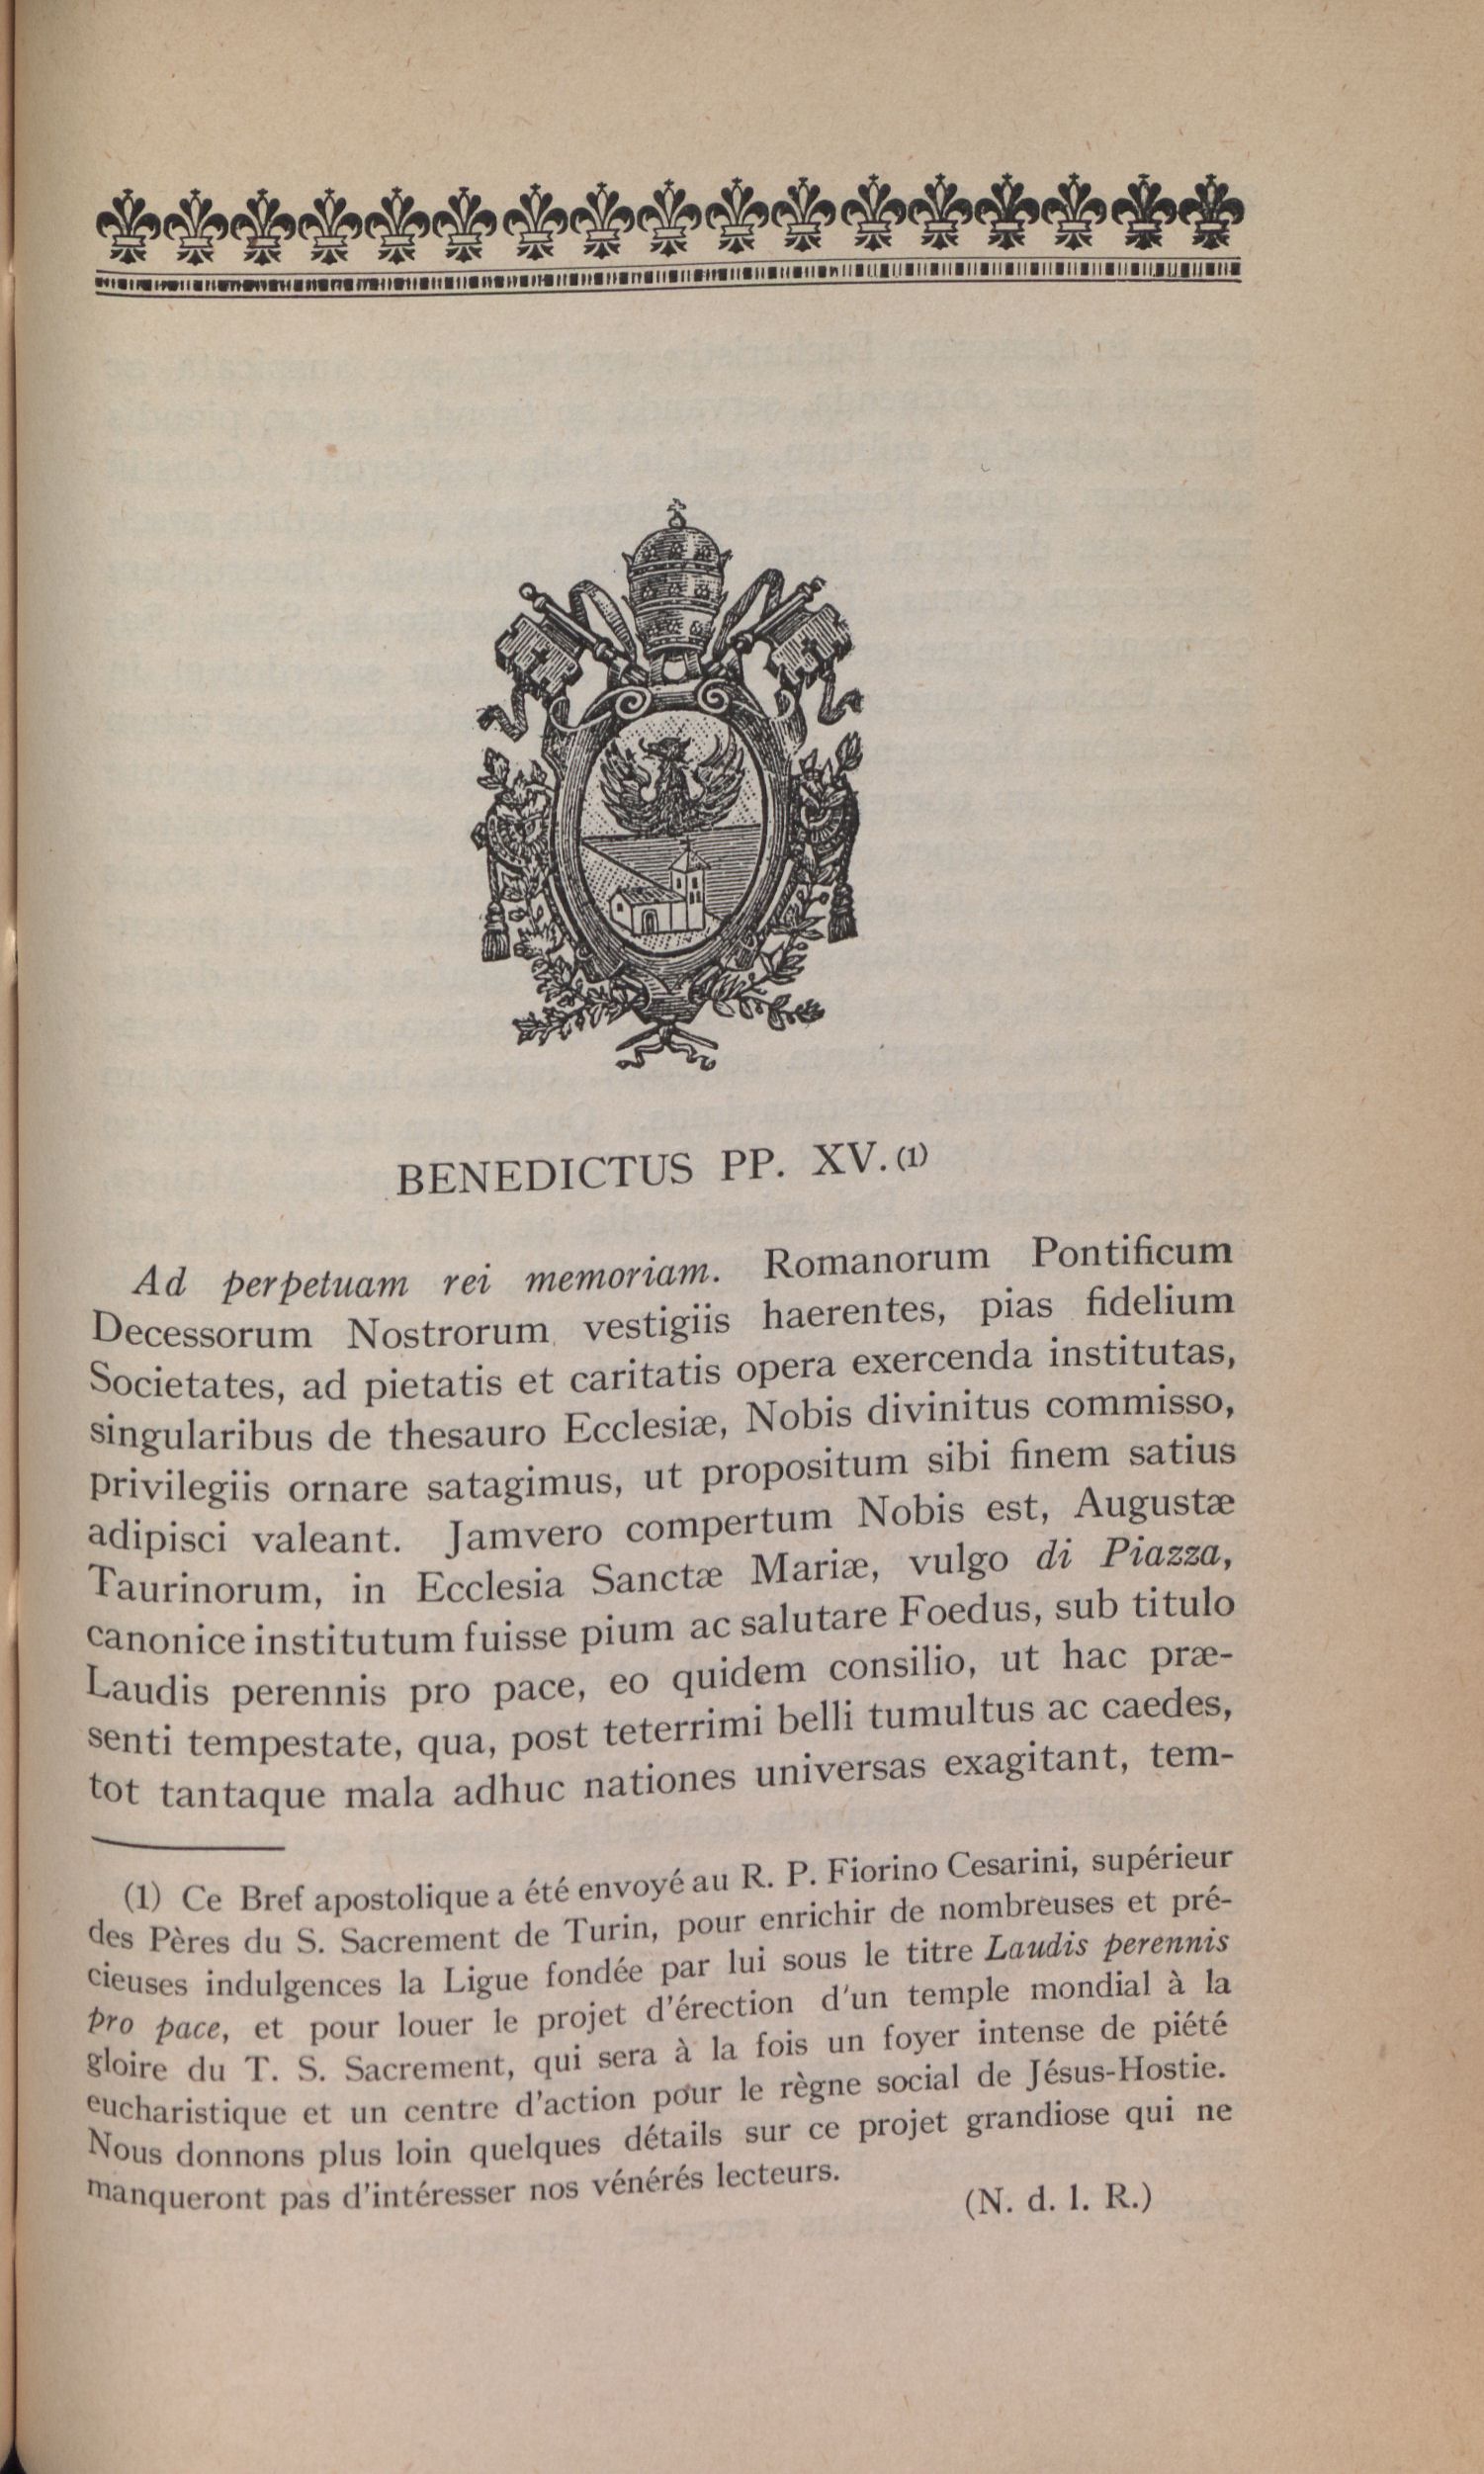 BENEDICTUS PP. XV. (1)
Ad perpetuam rei memoriam. Romanorum Pontificum
Decessorum Nostrorum vestigiis haerentes, pias fidelium
Societates, ad pietatis et caritatis opera exercenda institutas,
singularibus de thesauro Ecclesiæ, Nobis divinitus commisso,
privilegiis ornare satagimus, ut propositum sibi finem satius
adipisci valeant. Jamvero compertum Nobis est, Augustæ
Taurinorum, in Ecclesia Sanctæ Mariæ, vulgo di Piazza,
canonice institutum fuisse pium ac salutare Foedus, sub titulo
Laudis perennis pro pace, eo quidem consilio, ut hac præ-
senti tempestate, qua, post teterrimi belli tumultus ac caedes,
tot tantaque mala adhuc nationes universas exagitant, tem-
(1) Ce Bref apostolique a été envoyé au R. P. Fiorino Cesarini, supérieur
des Pères du S. Sacrement de Turin, pour enrichir de nombreuses et pré-
cieuses indulgences la Ligue fondée par lui sous le titre Laudis perennis
pro pace, et pour louer le projet d'érection d'un temple mondial à la
gloire du T. S. Sacrement, qui sera à la fois un foyer intense de piété
eucharistique et un centre d'action pour le règne social de Jésus-Hostie.
Nous donnons plus loin quelques détails sur ce projet grandiose qui ne
manqueront pas d'intéresser nos vénérés lecteurs.
(N. d. l. R.)